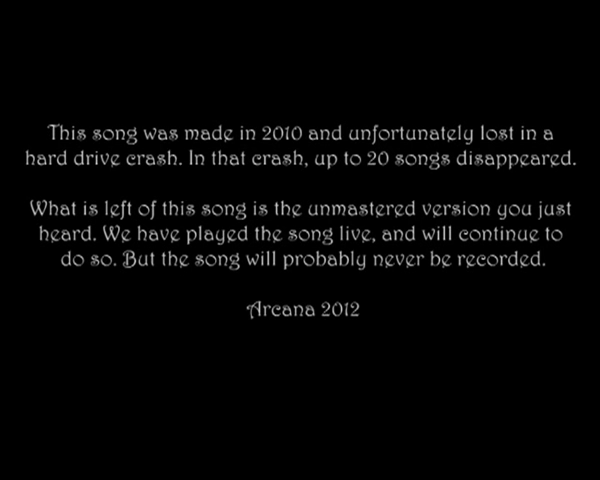 This song was made in 2010 and unfortunately lost in a
hard drive crash. In that crash, up to 20 songs disappeared.
What is left of this song is the unmastered version you just
heard. We have played the song live, and will continue to
do so. But the song will probably never be recorded.
Arcana 2012